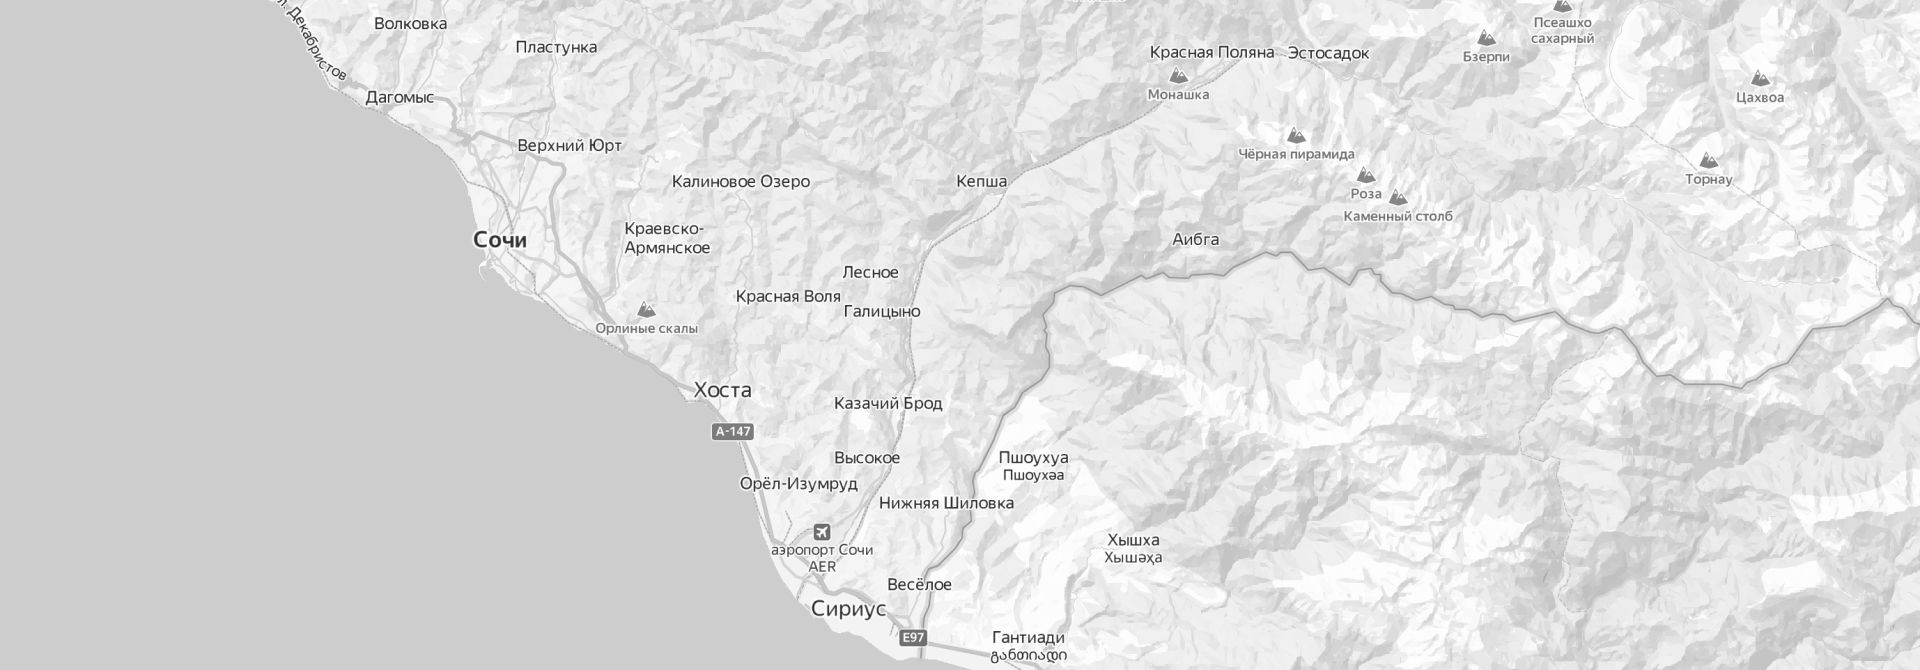 Волковка
Пластунка
л. Декабристов
Дагомыс
Верхний Юрт
Калиновое Озеро
Кепша
Красная Поляна
Эстосадок
Монашка
Псеашхо
сахарный
Бзерпи
Цахвоа
Чёрная пирамида
Роза
Каменный столб
Торнау
Сочи
Краевско-
Армянское
Аибга
Лесное
Красная Воля
Галицыно
Орлиные скалы
Хоста
Казачий Брод
А-147
Высокое
Пшоухуа
Пшоухәа
Орёл-Изумруд
Нижняя Шиловка
аэропорт Сочи
AER
Хышха
Хышәҳа
Весёлое
Сириус
E97
Гантиади
განთიადი